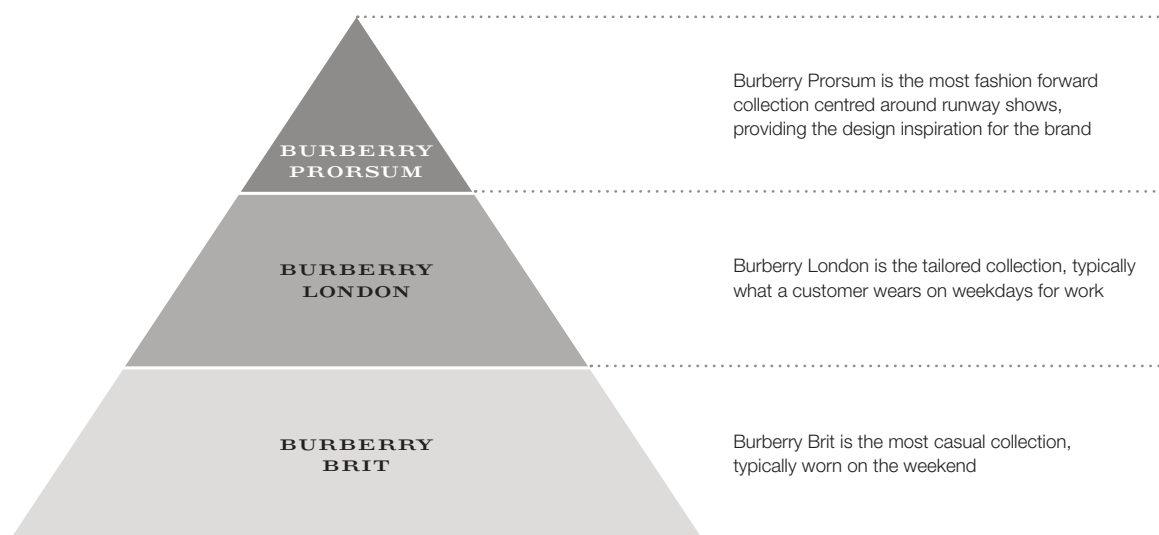 BURBERRY
PRORSUM
Burberry Prorsum is the most fashion forward
collection centred around runway shows,
providing the design inspiration for the brand
BURBERRY
LONDON
Burberry London is the tailored collection, typically
what a customer wears on weekdays for work
BURBERRY
BRIT
Burberry Brit is the most casual collection,
typically worn on the weekend